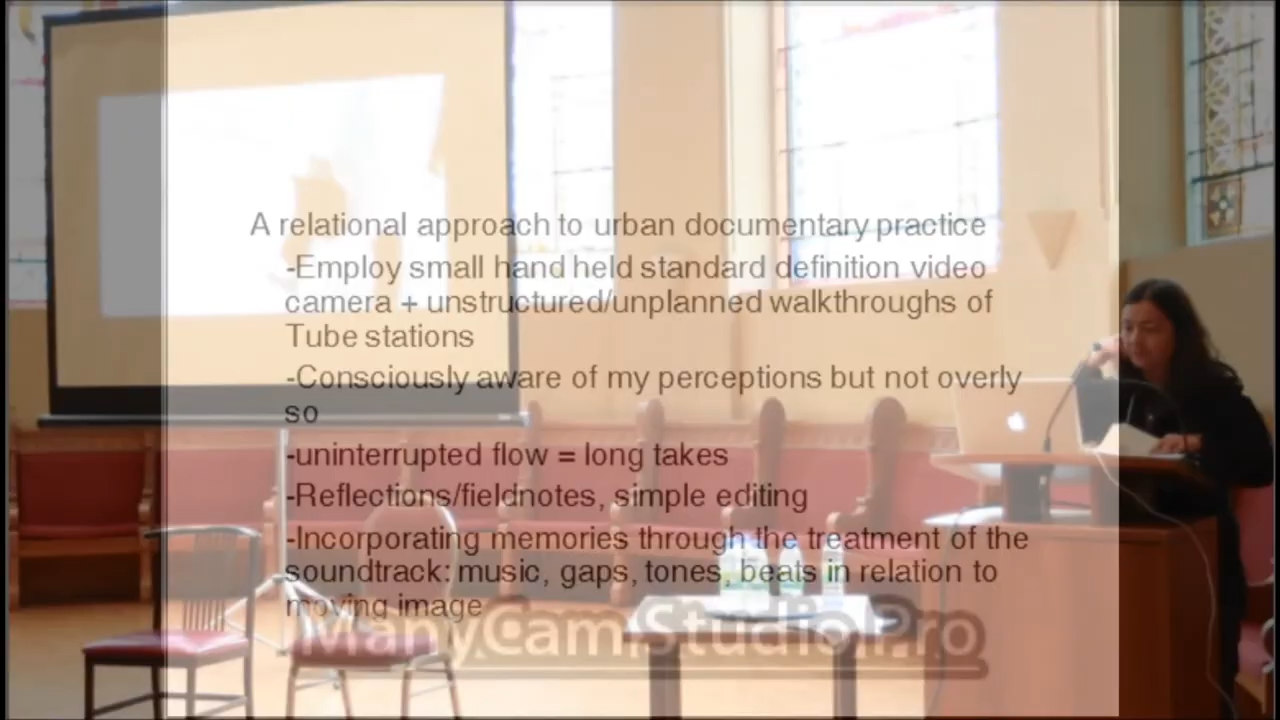 A relational approach to urban documentary practice
-Employ small hand held standard definition video
camera + unstructured/unplanned walkthroughs of
Tube stations
-Consciously aware of my perceptions but not overly
so
-uninterrupted flow = long takes
-Reflections/fieldnotes, simple editing
-Incorporating memories through the treatment of the
soundtrack: music, gaps, tones, beats in relation to
moving image
ManyCam Studio Pro